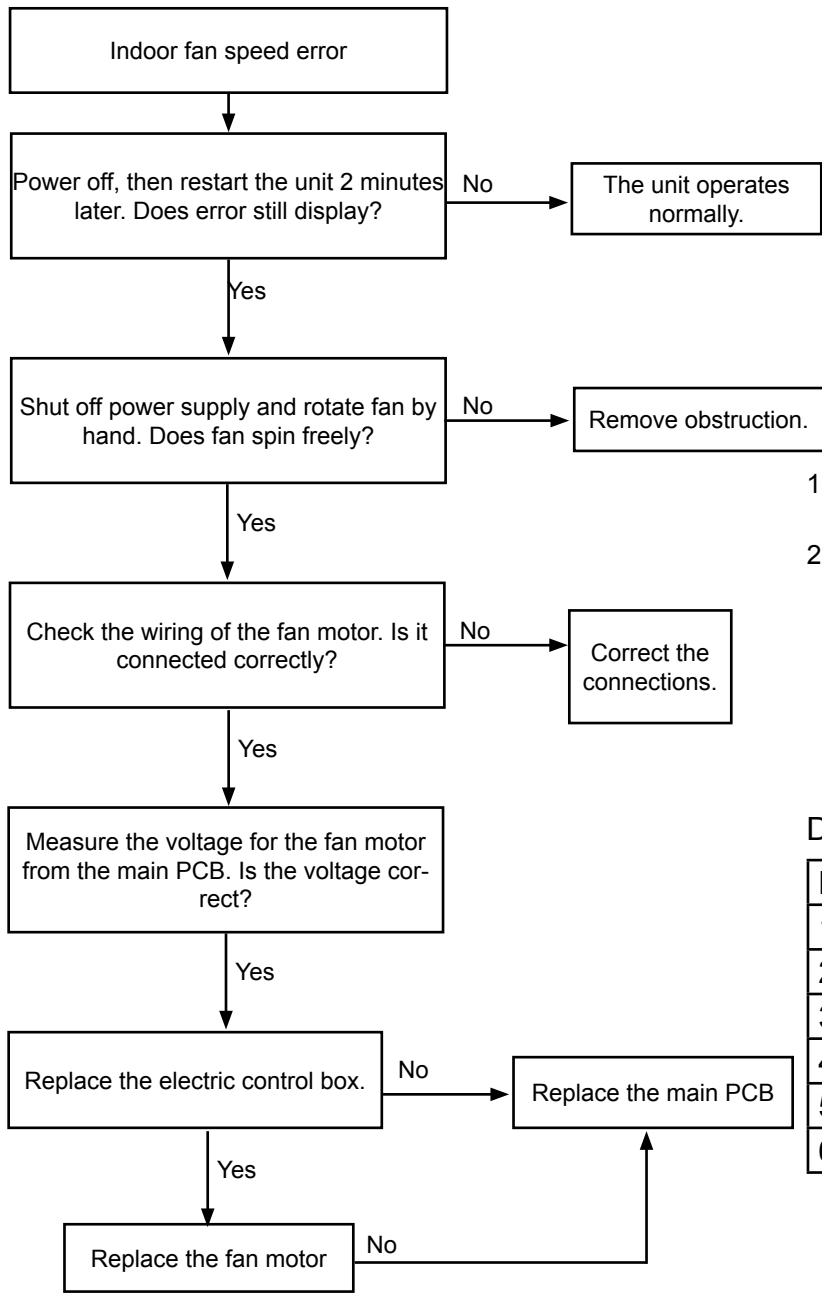 Indoor fan speed error
Power off, then restart the unit 2 minutes
later. Does error still display?
No
The unit operates
normally.
Yes
Shut off power supply and rotate fan by
hand. Does fan spin freely?
No
Remove obstruction.
1
2
Yes
Check the wiring of the fan motor. Is it
connected correctly?
No
Correct the
connections.
Yes
Measure the voltage for the fan motor
from the main PCB. Is the voltage cor-
rect?
Yes
Replace the electric control box.
No
Replace the main PCB
Yes
Replace the fan motor
No